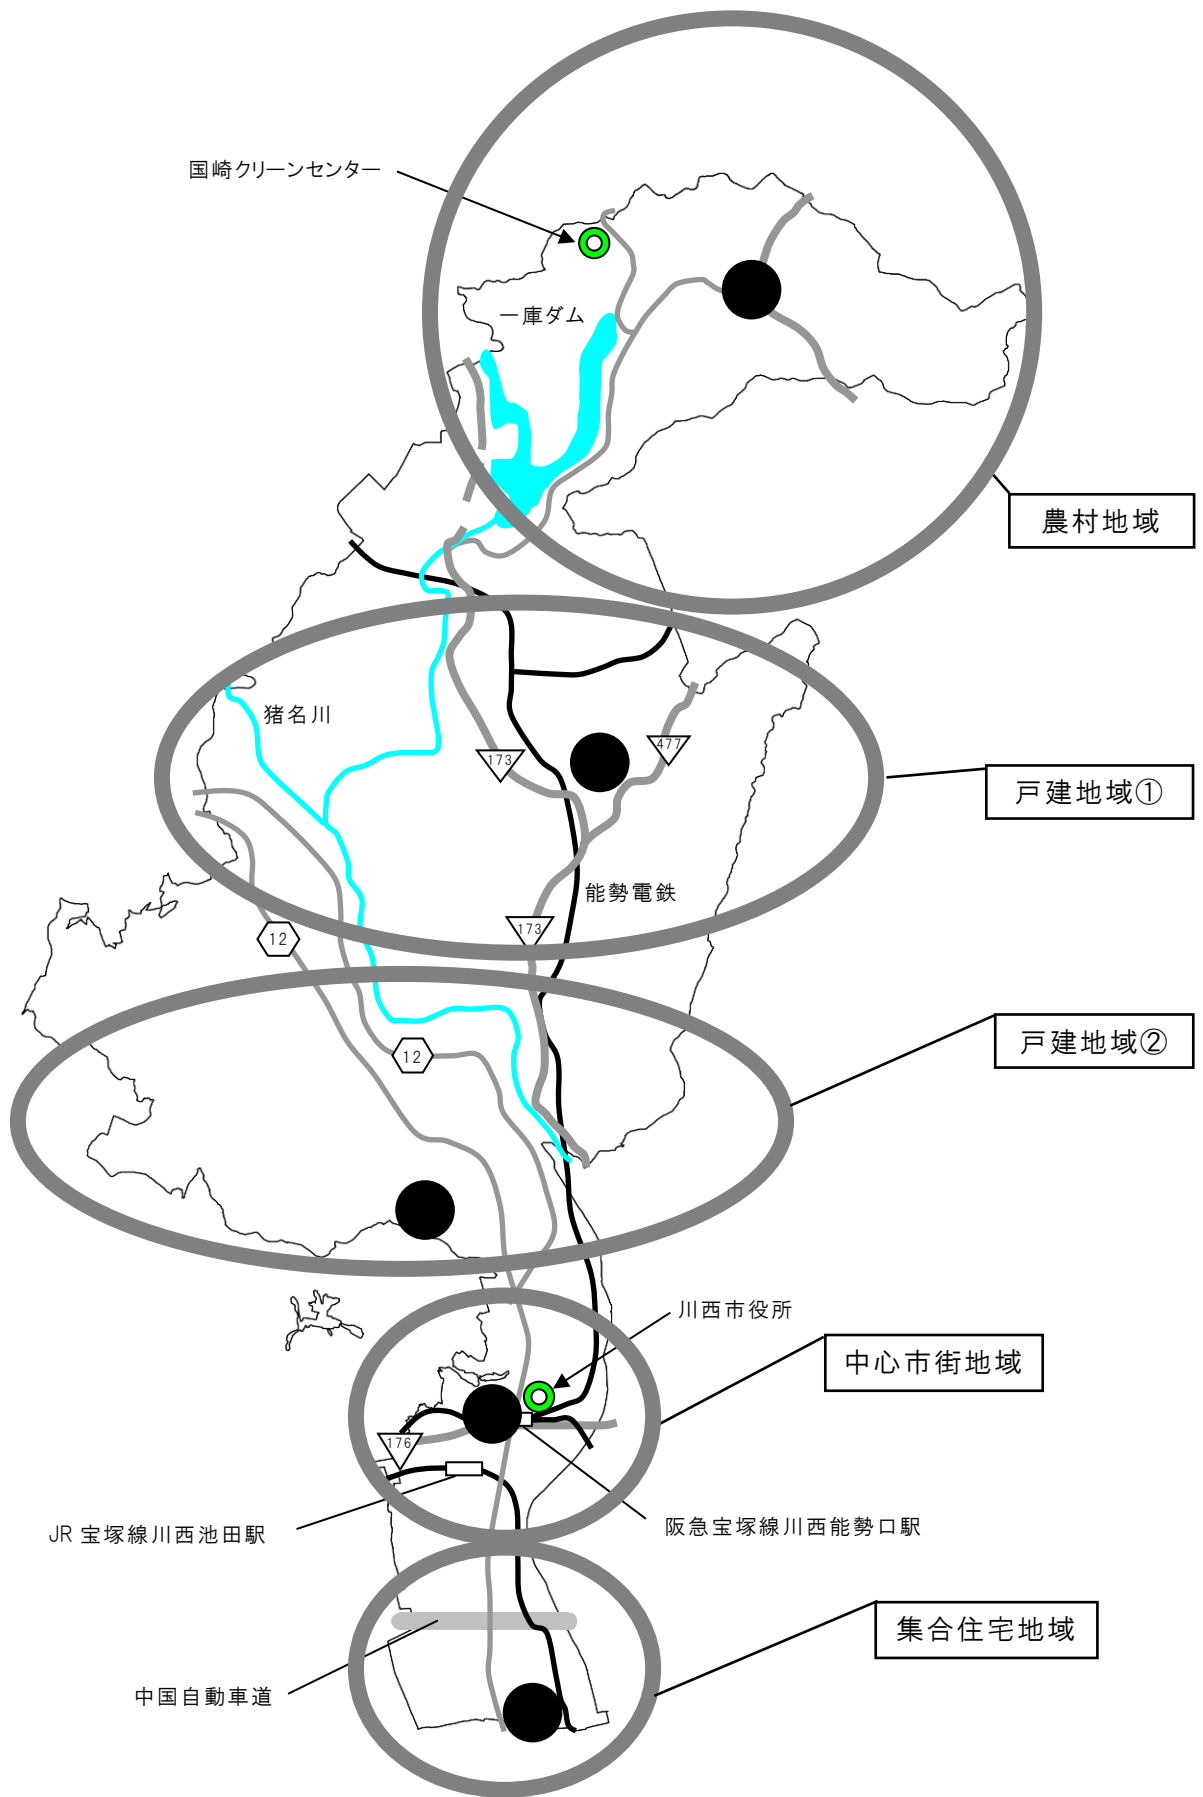 国崎クリーンセンター
一庫ダム
農村地域
猪名川
173
477
戸建地域①
能勢電鉄
173
12
戸建地域②
12
川西市役所
中心市街地域
176
JR 宝塚線川西池田駅
阪急宝塚線川西能勢口駅
集合住宅地域
中国自動車道